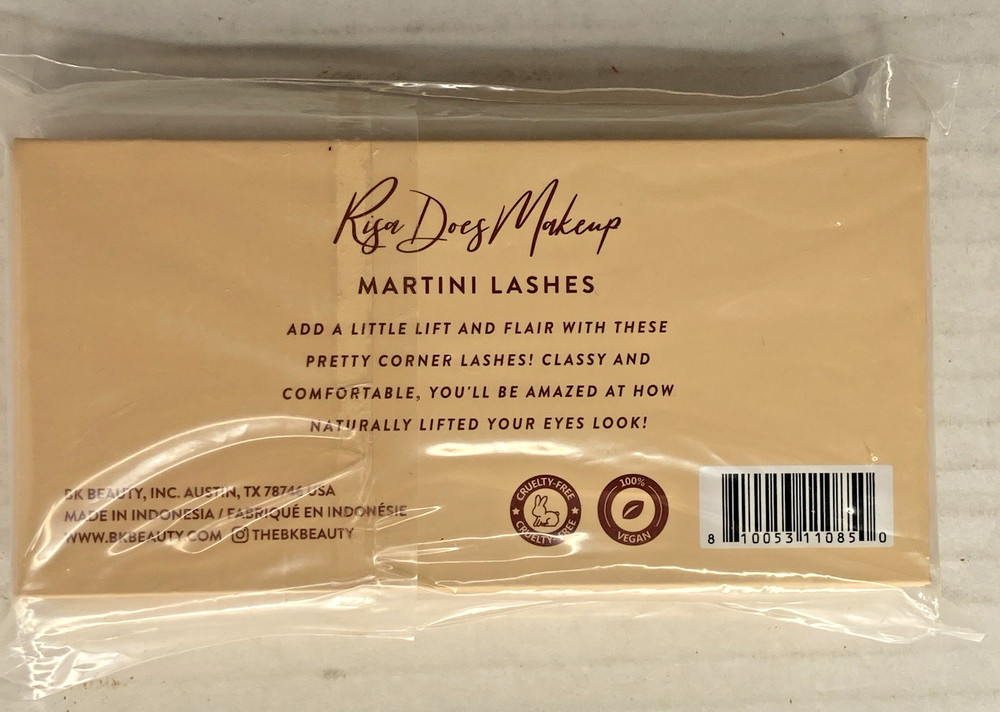 Risa Does Makeup
MARTINI LASHES
ADD A LITTLE LIFT AND FLAIR WITH THESE
PRETTY CORNER LASHES! CLASSY AND
COMFORTABLE, YOU'LL BE AMAZED AT HOW
NATURALLY LIFTED YOUR EYES LOOK!
BK BEAUTY, INC. AUSTIN, TX 78746 USA
MADE IN INDONESIA / FABRIQUÉ EN INDONÉSIE
WWW.BKBEAUTY.COM THEBKBEAUTY
CRUELTY-FREE
CRUELTY-FREE
100%
VEGAN
8 10053 11085 0